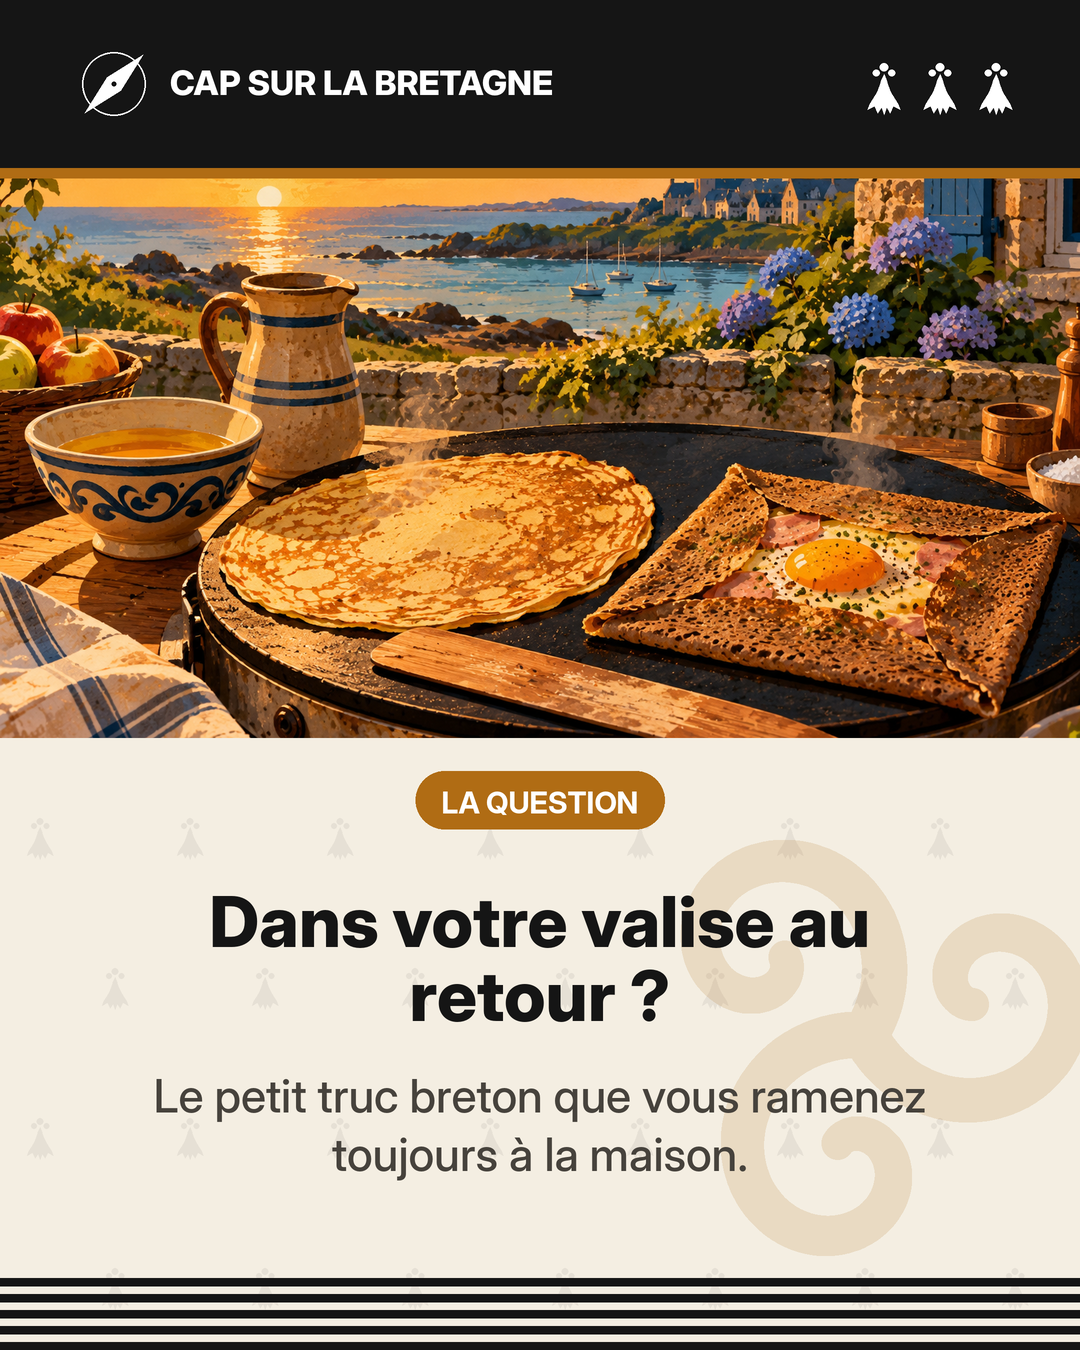 CAP SUR LA BRETAGNE
LA QUESTION
Dans votre valise au
retour ?
Le petit truc breton que vous ramenez
toujours à la maison.